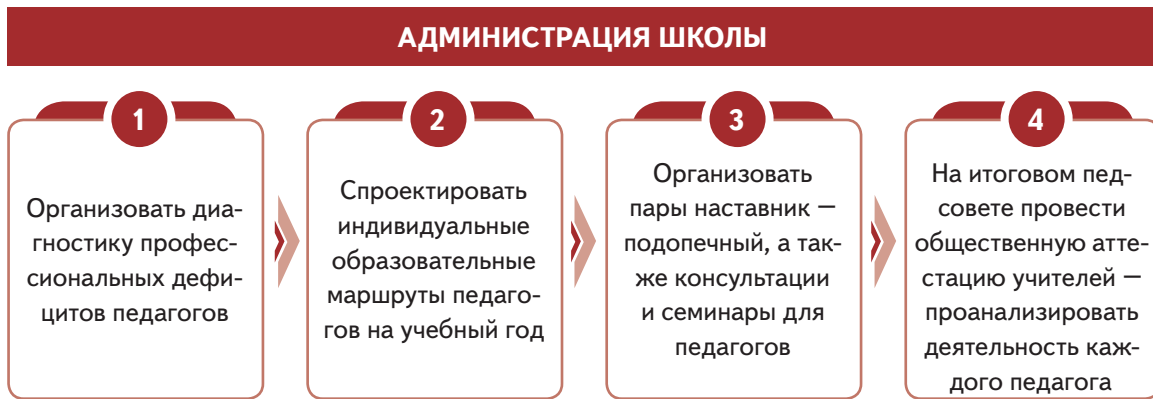 АДМИНИСТРАЦИЯ ШКОЛЫ
1
Организовать диа-
гностику профес-
сиональных дефи-
цитов педагогов
2
Спроектировать
индивидуальные
образовательные
маршруты педаго-
гов на учебный год
3
Организовать
пары наставник —
подопечный, а так-
же консультации
и семинары для
педагогов
4
На итоговом пед-
совете провести
общественную атте-
стацию учителей —
проанализировать
деятельность каж-
дого педагога